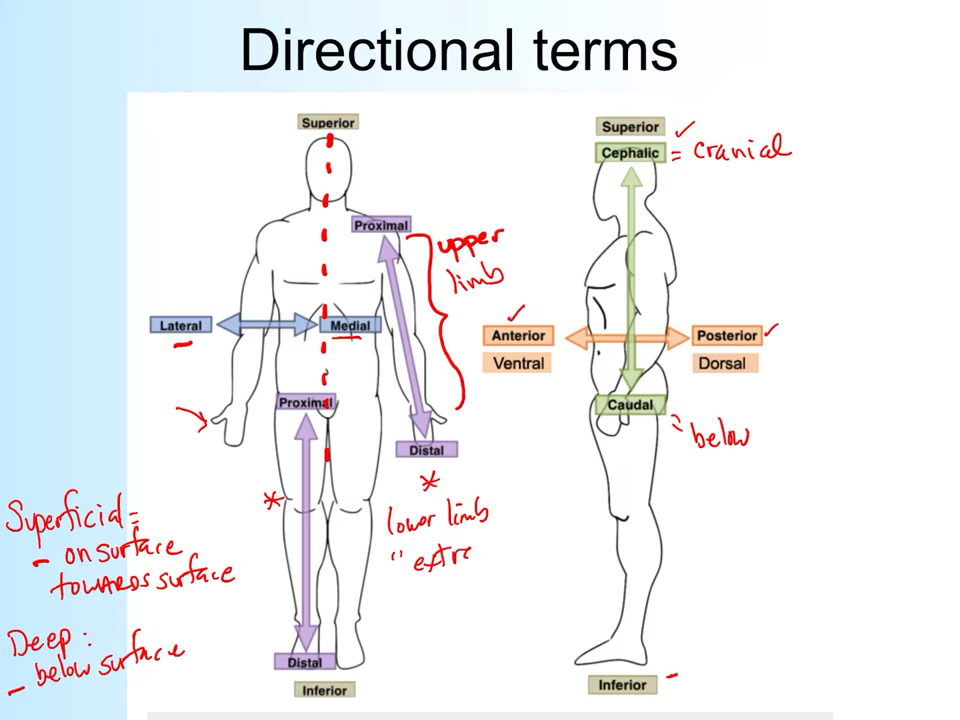 Directional terms
Superior
Proximal
Lateral
Medial
Proximal
Distal
Distal
Inferior
upper
limb
*
*
lower limb
" extre
Superficial =
- on surface
towards surface
Deep :
- below surface
Superior
Cephalic
= cranial
Anterior
Ventral
Posterior
Dorsal
Caudal
= below
Inferior